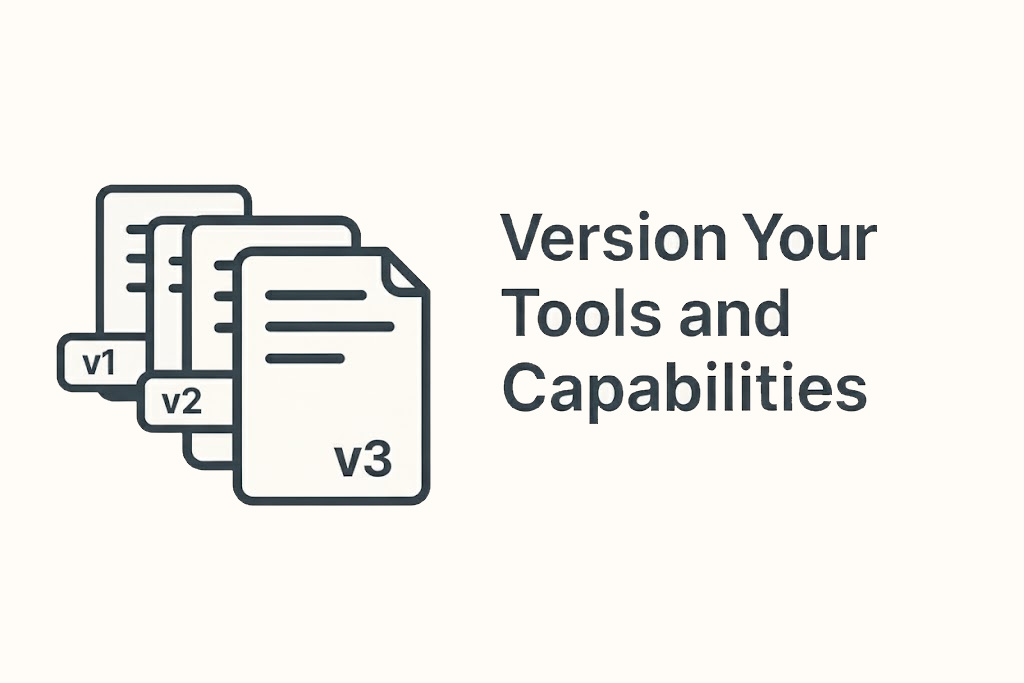 v1
v2
v3
Version Your
Tools and
Capabilities